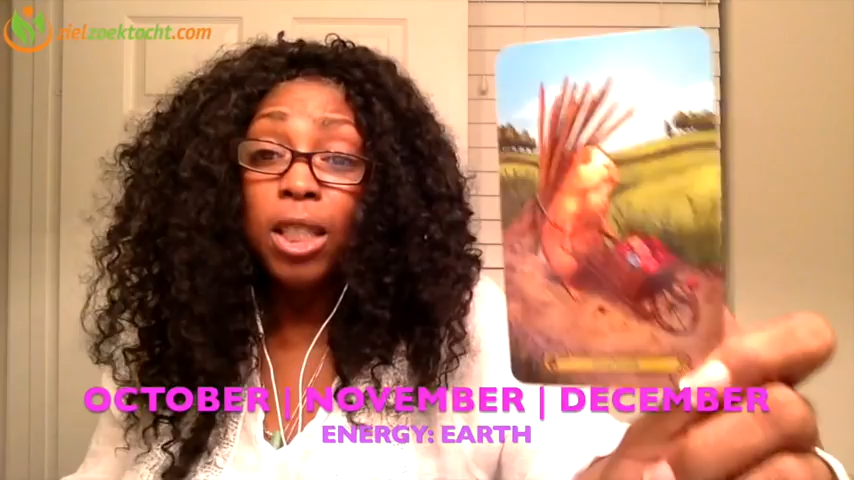 zielzoektocht.com
OCTOBER | NOVEMBER | DECEMBER
ENERGY: EARTH